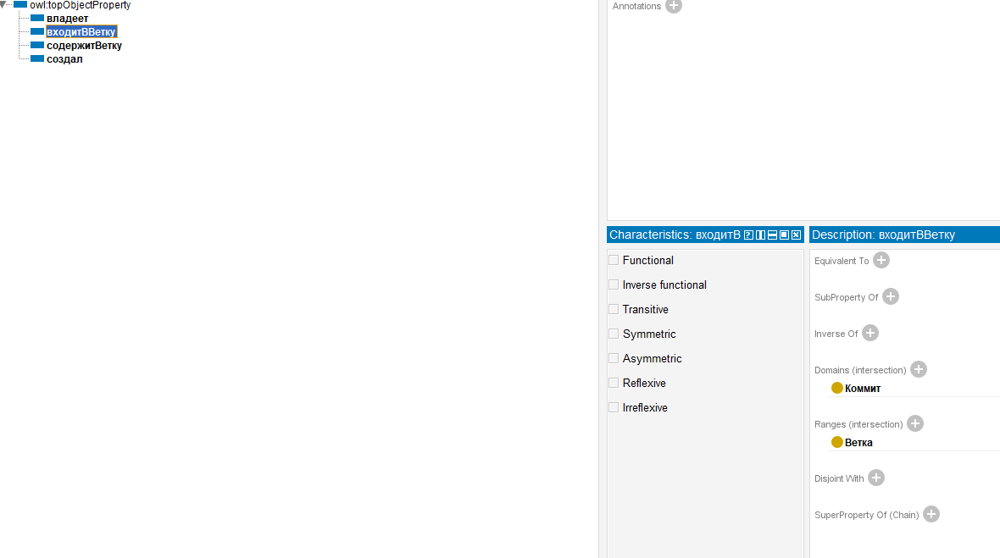 owl:topObjectProperty
владеет
входитВВетку
содержитВетку
создал
Annotations
Characteristics: входитВ
Functional
Inverse functional
Transitive
Symmetric
Asymmetric
Reflexive
Irreflexive
Description: входитВВетку
Equivalent To
SubProperty Of
Inverse Of
Domains (intersection)
Коммит
Ranges (intersection)
Ветка
Disjoint With
SuperProperty Of (Chain)